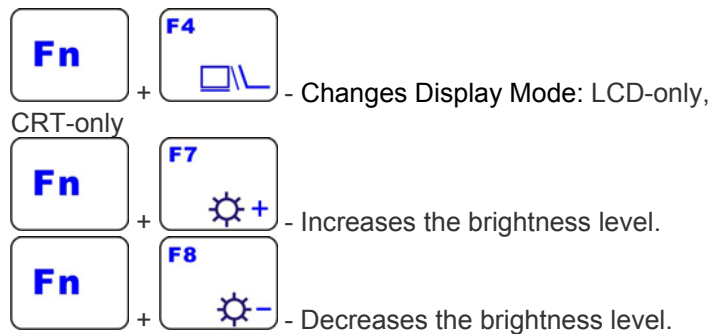 F4
Fn + - Changes Display Mode: LCD-only,
CRT-only
F7
Fn + + - Increases the brightness level.
F8
Fn + - - Decreases the brightness level.